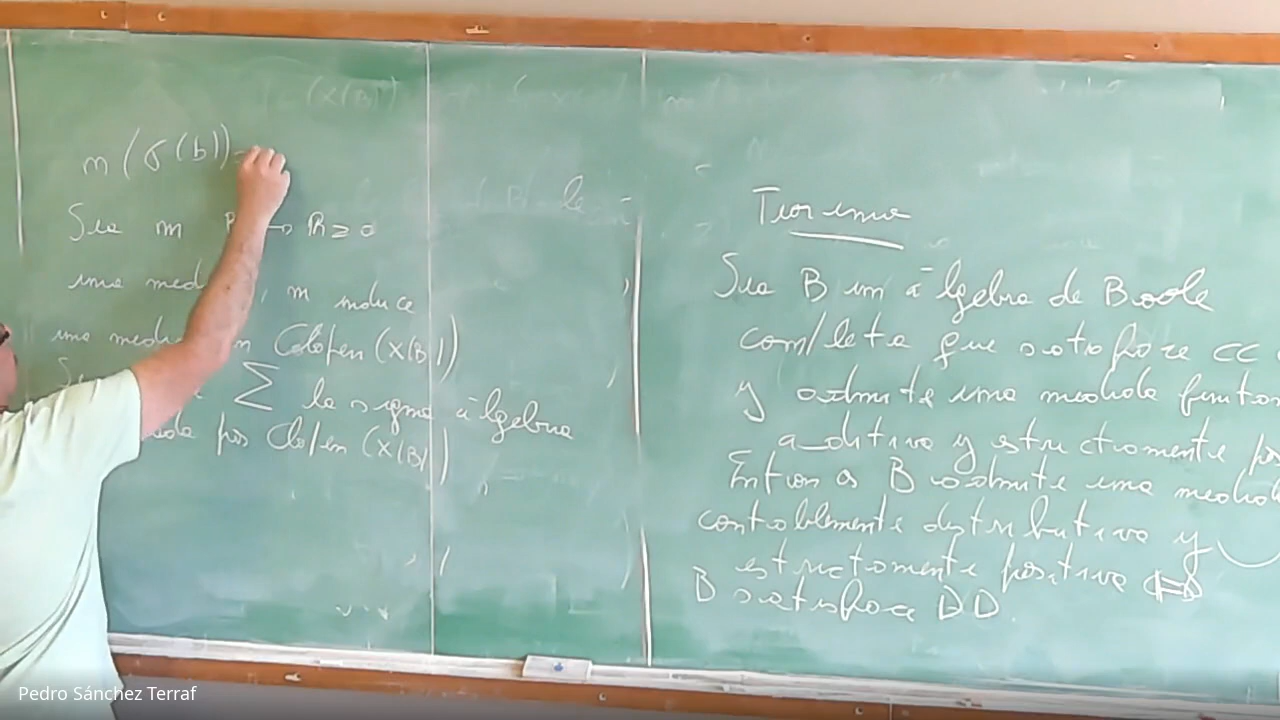 m(σ(b))=
Sea m → ℝ≥0
una med , m induce
una medida en Clopen (X(B))
Σ la sigma álgebra
por Clopen (X(B))
Teorema
Sea B un álgebra de Boole
completa que satisface cc
y admite una medida
aditiva y estrictamente
Entonces B admite una
contablemente distributiva y
estrictamente positiva ⟺
B satisface DD
Pedro Sánchez Terraf